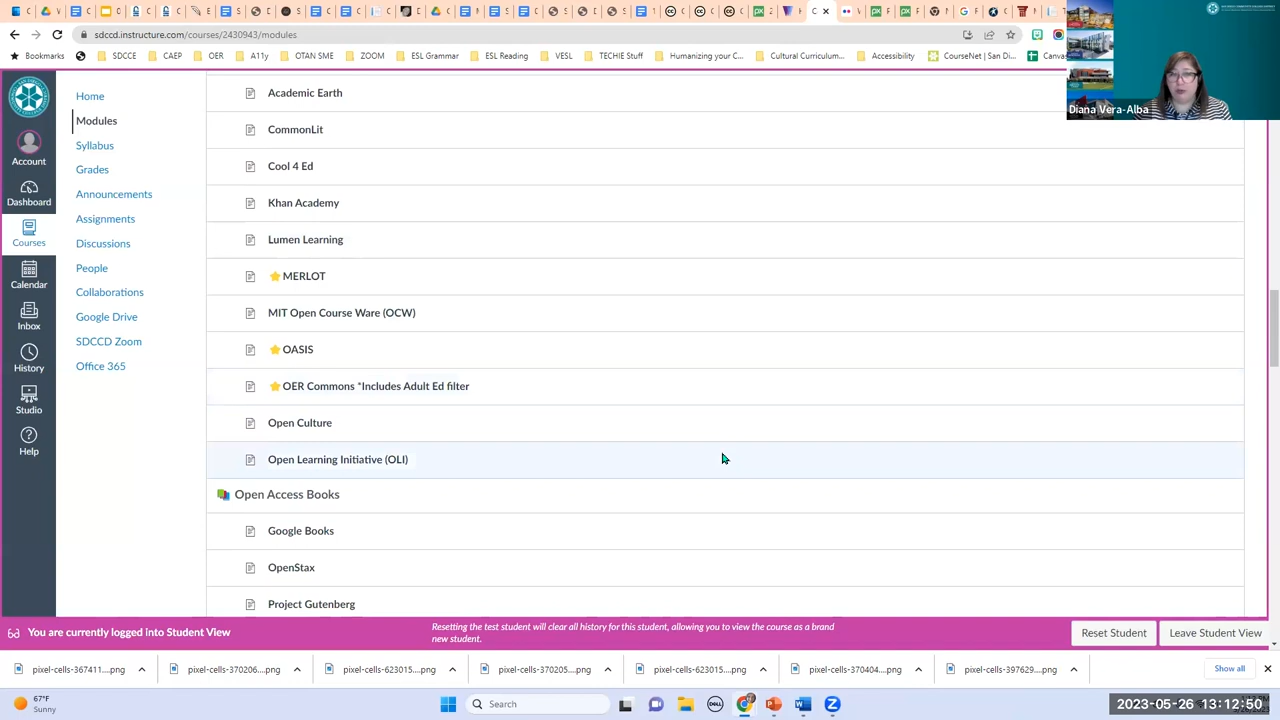 sdccd.instructure.com/courses/2430943/modules
Bookmarks
SDCCE
CAEP
OER
A11y
OTAN SME
ESL Grammar
ESL Reading
VESL
TECHIE St...
Humanizing your C...
Cultural Curriculum...
Accessibility
CourseNet | San Di...
Canvas
Diana Vera-Alba
Account
Dashboard
Courses
Calendar
Inbox
History
Studio
Help
Home
Modules
Syllabus
Grades
Announcements
Assignments
Discussions
People
Collaborations
Google Drive
SDCCD Zoom
Office 365
Academic Earth
CommonLit
Cool 4 Ed
Khan Academy
Lumen Learning
MERLOT
MIT Open Course Ware (OCW)
OASIS
OER Commons *Includes Adult Ed filter
Open Culture
Open Learning Initiative (OLI)
Open Access Books
Google Books
OpenStax
Project Gutenberg
You are currently logged into Student View
Resetting the test student will clear all history for this student, allowing you to view the course as a brand
new student.
Reset Student
Leave Student View
pixel-cells-367411....png
pixel-cells-370206....png
pixel-cells-623015....png
pixel-cells-370205....png
pixel-cells-623015....png
pixel-cells-370404....png
pixel-cells-397629....png
Show all
67°F
Sunny
Search
DELL
2023-05-26 13:12:50